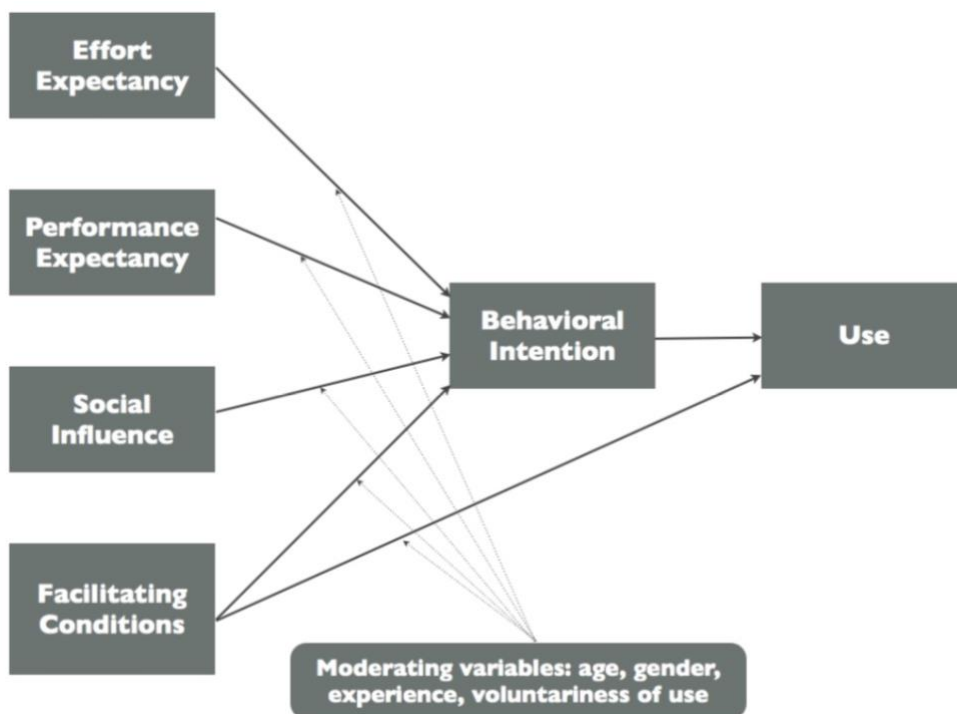 Effort
Expectancy
Performance
Expectancy
Social
Influence
Facilitating
Conditions
Behavioral
Intention
Use
Moderating variables: age, gender,
experience, voluntariness of use